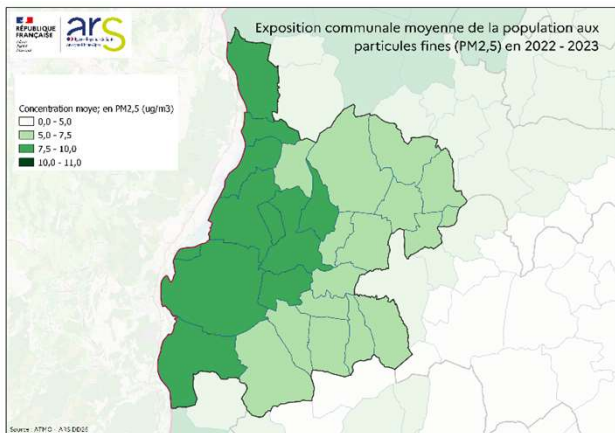 RÉPUBLIQUE
FRANÇAISE
ars
Exposition communale moyenne de la population aux
particules fines (PM2,5) en 2022 - 2023
Concentration moye; en PM2,5 (ug/m3)
0,0 - 5,0
5,0 - 7,5
7,5 - 10,0
10,0 - 11,0
Source : ATMO - ARS DD26